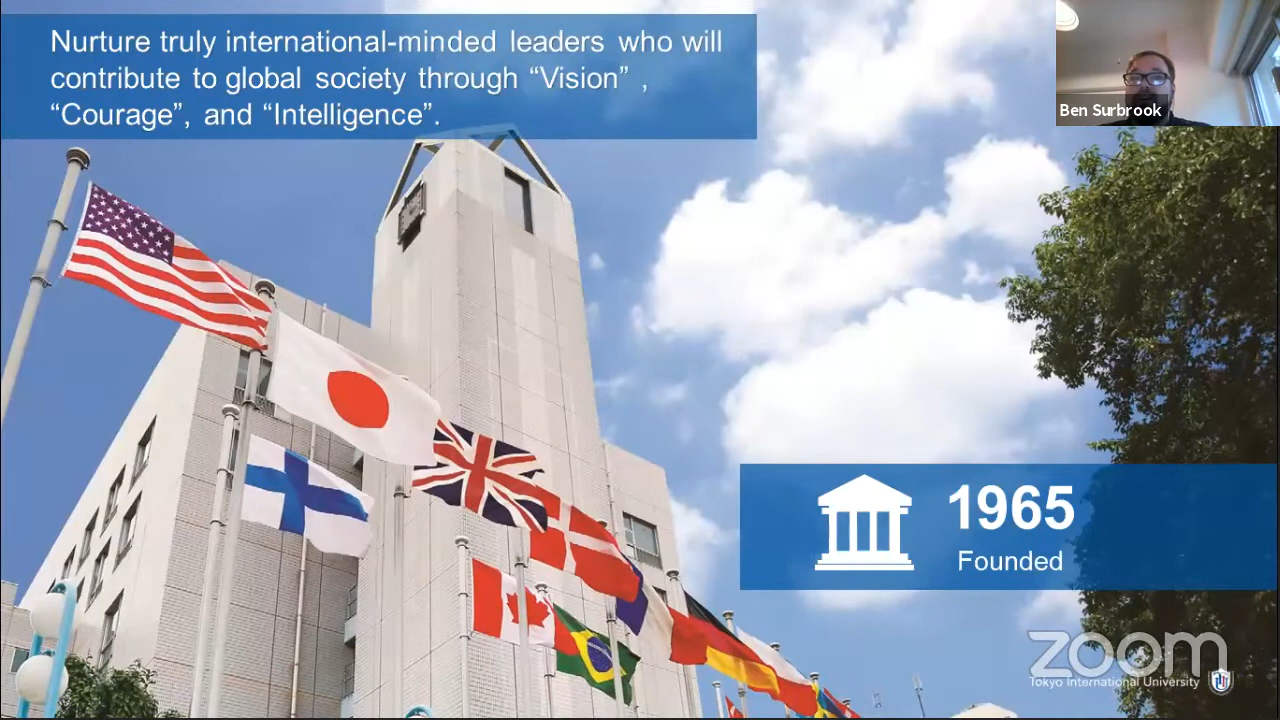 Nurture truly international-minded leaders who will
contribute to global society through “Vision” ,
“Courage”, and “Intelligence”.
Ben Surbrook
1965
Founded
zoom
Tokyo International University